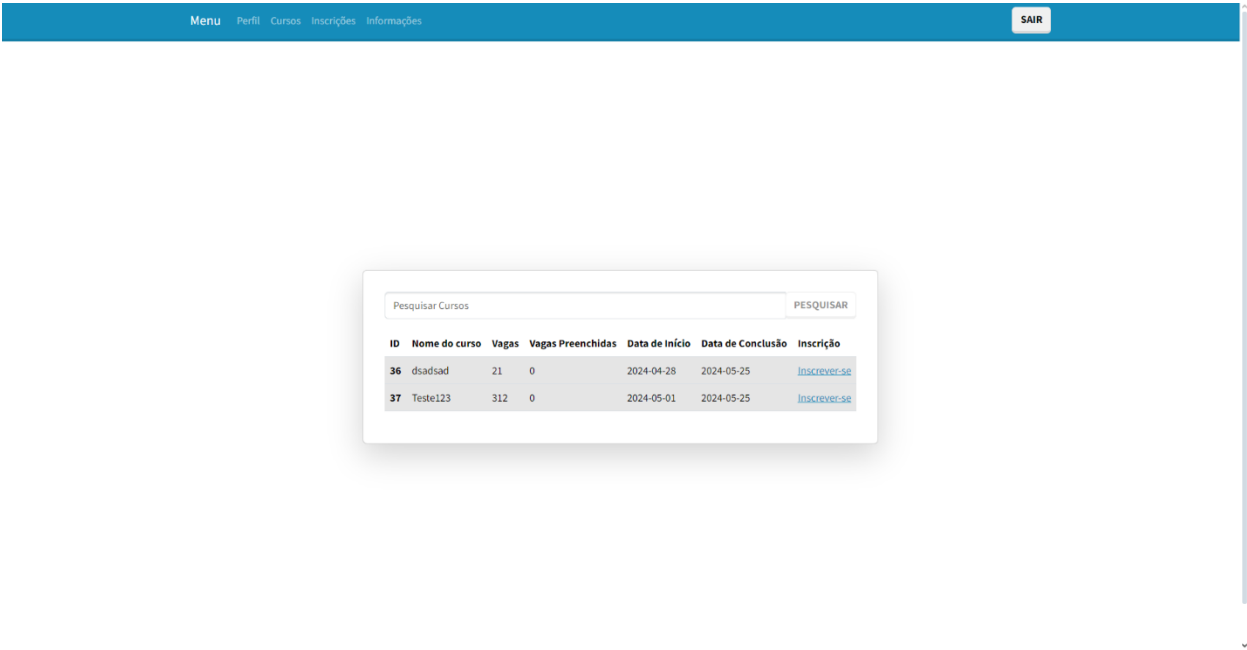 Menu Perfil Cursos Inscrições Informações SAIR
Pesquisar Cursos PESQUISAR
ID Nome do curso Vagas Vagas Preenchidas Data de Início Data de Conclusão Inscrição
36 dsadsad 21 0 2024-04-28 2024-05-25 Inscrever-se
37 Teste123 312 0 2024-05-01 2024-05-25 Inscrever-se